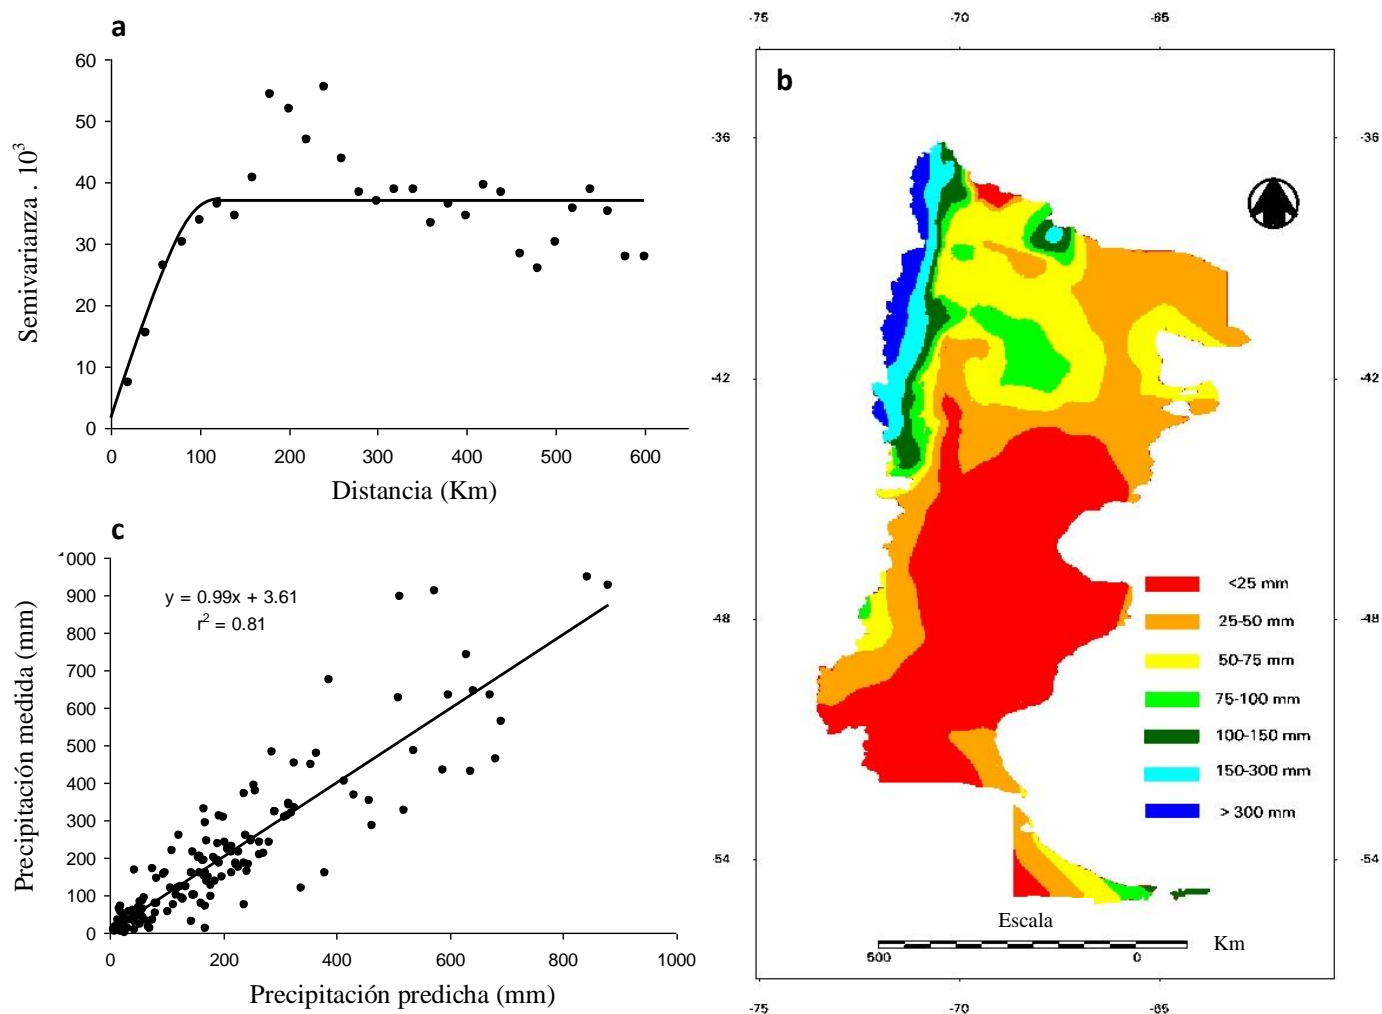 a
60
50
40
30
20
10
0
Semivarianza . 10³
0 100 200 300 400 500 600
Distancia (Km)
b
-75 -70 -65
-36 -36
-42 -42
-48 -48
-54 -54
<25 mm
25-50 mm
50-75 mm
75-100 mm
100-150 mm
150-300 mm
> 300 mm
Escala
500 0
Km
-75 -70 -65
c
1000
900
800
700
600
500
400
300
200
100
0
Precipitación medida (mm)
y = 0.99x + 3.61
r² = 0.81
0 200 400 600 800 1000
Precipitación predicha (mm)